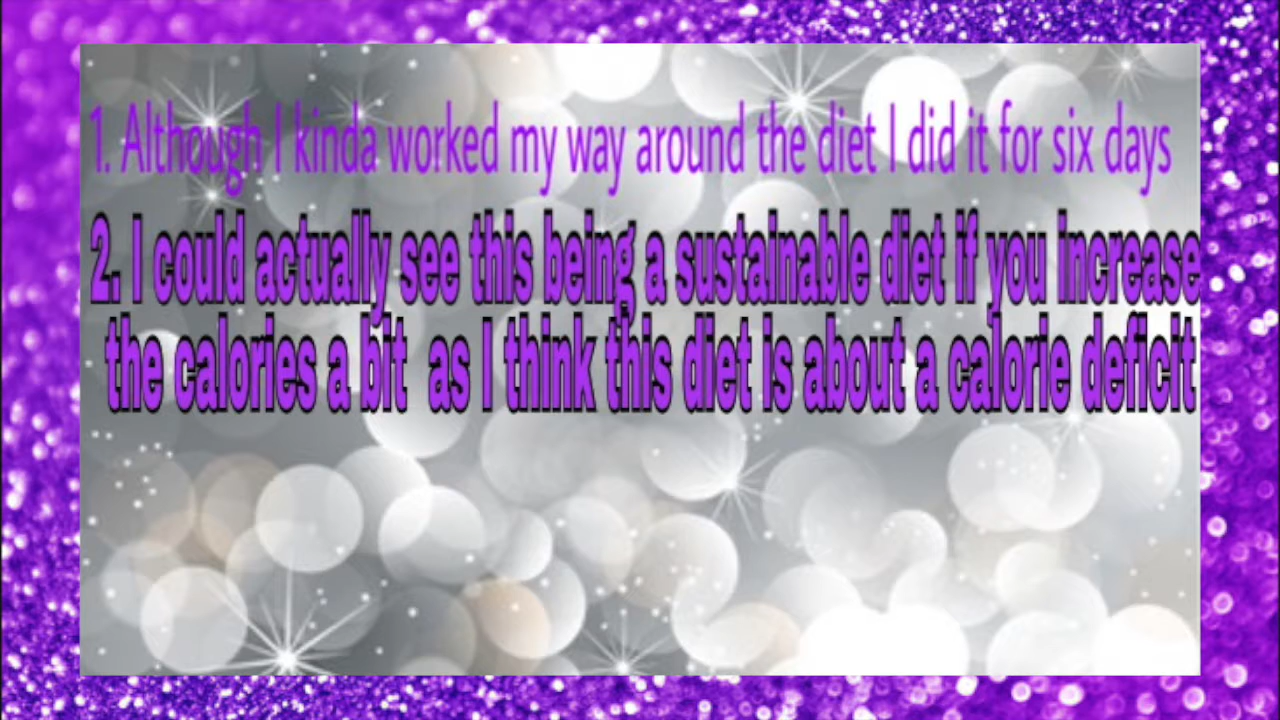 1. Although I kinda worked my way around the diet I did it for six days
2. I could actually see this being a sustainable diet if you increase
the calories a bit  as I think this diet is about a calorie deficit